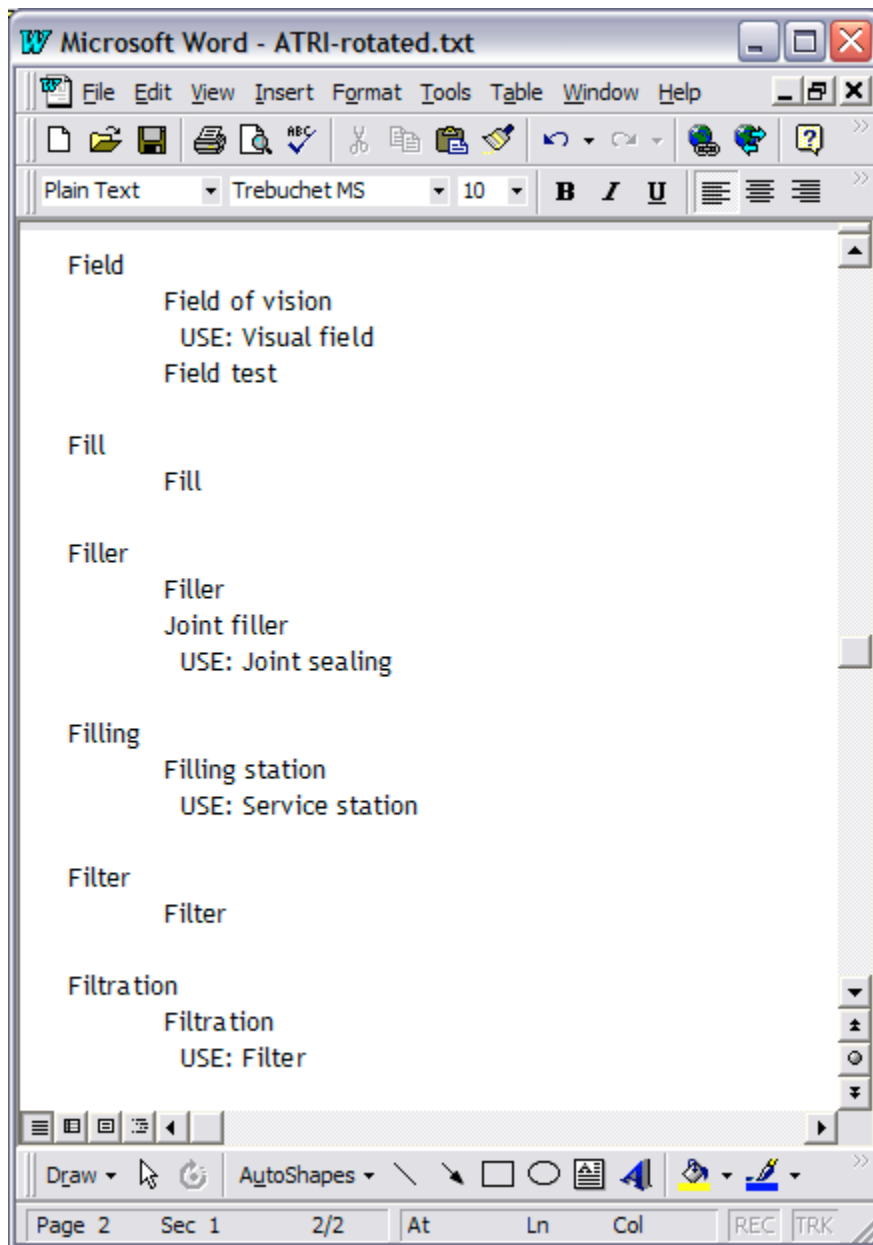 Microsoft Word - ATRI-rotated.txt
File Edit View Insert Format Tools Table Window Help
ABC
Plain Text Trebuchet MS 10 B I U
Field
Field of vision
USE: Visual field
Field test
Fill
Fill
Filler
Filler
Joint filler
USE: Joint sealing
Filling
Filling station
USE: Service station
Filter
Filter
Filtration
Filtration
USE: Filter
Draw AutoShapes
Page 2 Sec 1 2/2 At Ln Col REC TRK